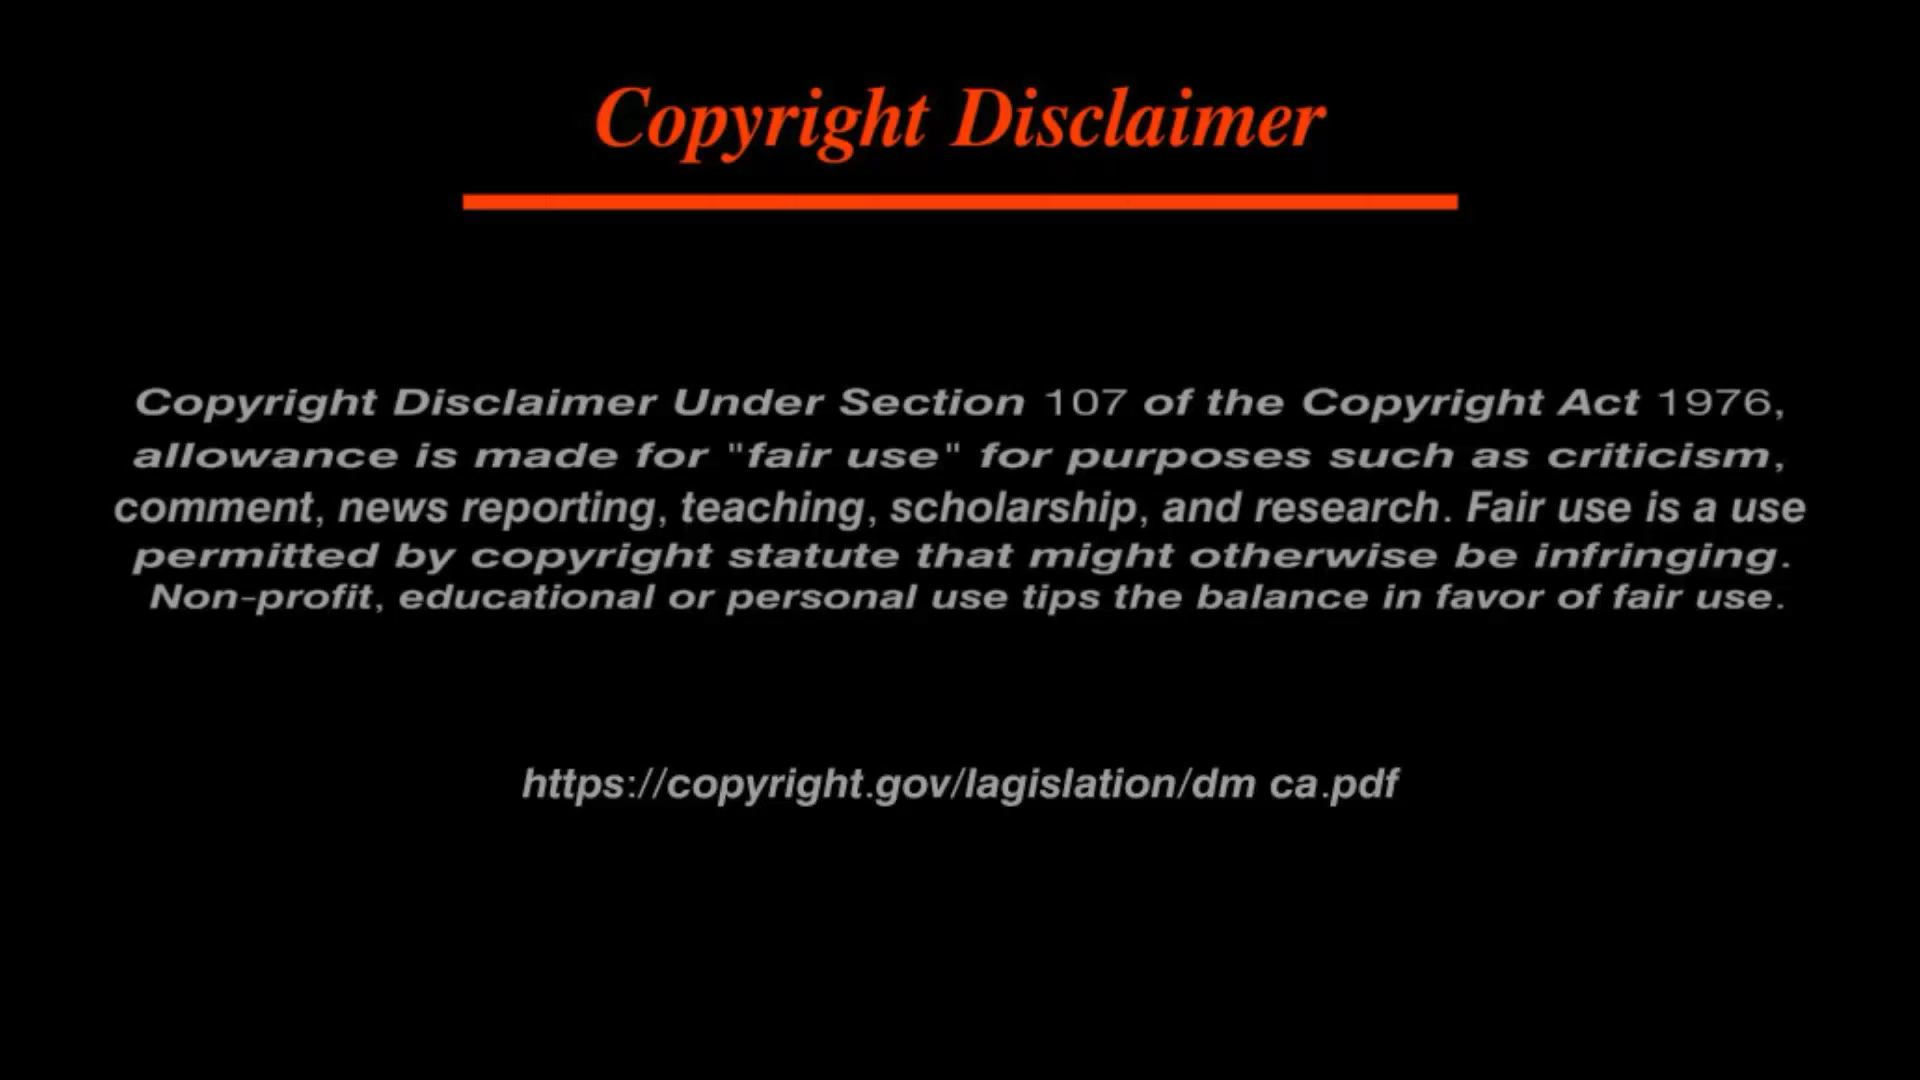 Copyright Disclaimer
Copyright Disclaimer Under Section 107 of the Copyright Act 1976,
allowance is made for "fair use" for purposes such as criticism,
comment, news reporting, teaching, scholarship, and research. Fair use is a use
permitted by copyright statute that might otherwise be infringing.
Non-profit, educational or personal use tips the balance in favor of fair use.
https://copyright.gov/lagislation/dm ca.pdf